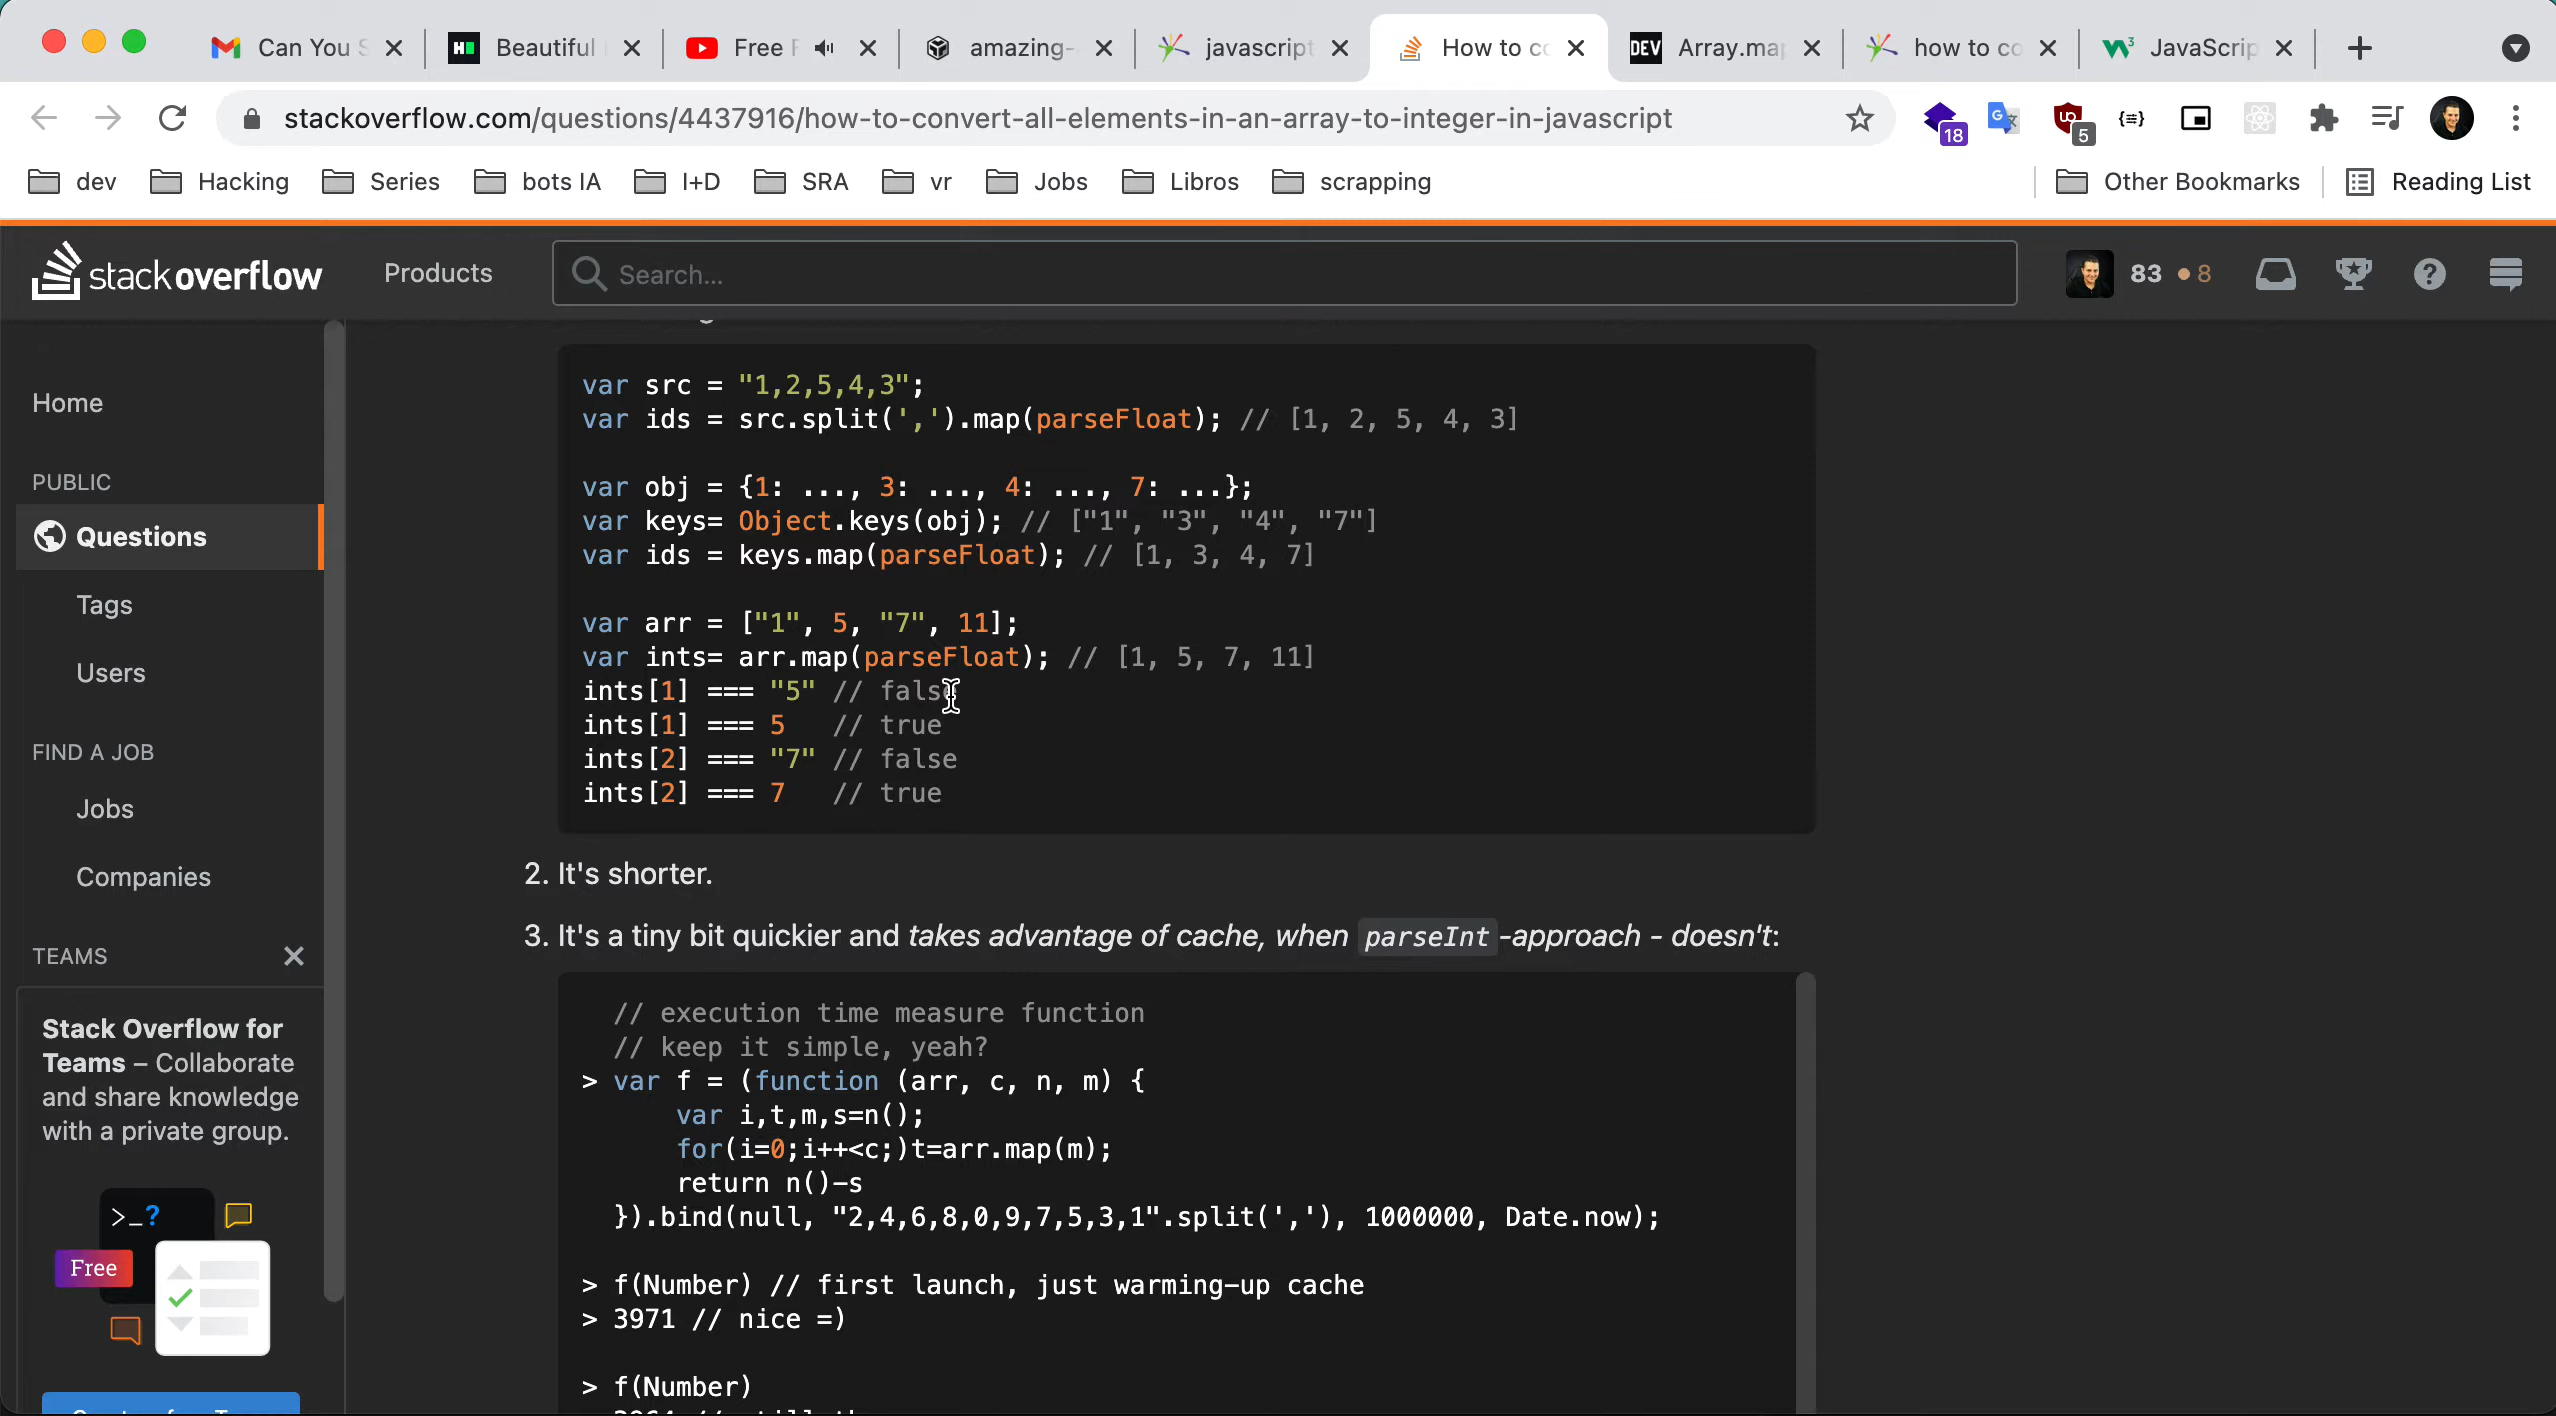 Can You S
Beautiful
Free F
amazing-
javascript
How to co
Array.map
how to co
JavaScrip
stackoverflow.com/questions/4437916/how-to-convert-all-elements-in-an-array-to-integer-in-javascript
18
5
dev
Hacking
Series
bots IA
I+D
SRA
vr
Jobs
Libros
scrapping
Other Bookmarks
Reading List
stackoverflow
Products
Search...
83
8
Home
PUBLIC
Questions
Tags
Users
FIND A JOB
Jobs
Companies
TEAMS
Stack Overflow for
Teams – Collaborate
and share knowledge
with a private group.
>_?
Free
var src = "1,2,5,4,3";
var ids = src.split(',').map(parseFloat); // [1, 2, 5, 4, 3]
var obj = {1: ..., 3: ..., 4: ..., 7: ...};
var keys= Object.keys(obj); // ["1", "3", "4", "7"]
var ids = keys.map(parseFloat); // [1, 3, 4, 7]
var arr = ["1", 5, "7", 11];
var ints= arr.map(parseFloat); // [1, 5, 7, 11]
ints[1] === "5" // false
ints[1] === 5   // true
ints[2] === "7" // false
ints[2] === 7   // true
2. It's shorter.
3. It's a tiny bit quickier and takes advantage of cache, when parseInt-approach - doesn't:
// execution time measure function
// keep it simple, yeah?
> var f = (function (arr, c, n, m) {
var i,t,m,s=n();
for(i=0;i++<c;)t=arr.map(m);
return n()-s
}).bind(null, "2,4,6,8,0,9,7,5,3,1".split(','), 1000000, Date.now);
> f(Number) // first launch, just warming-up cache
> 3971 // nice =)
> f(Number)